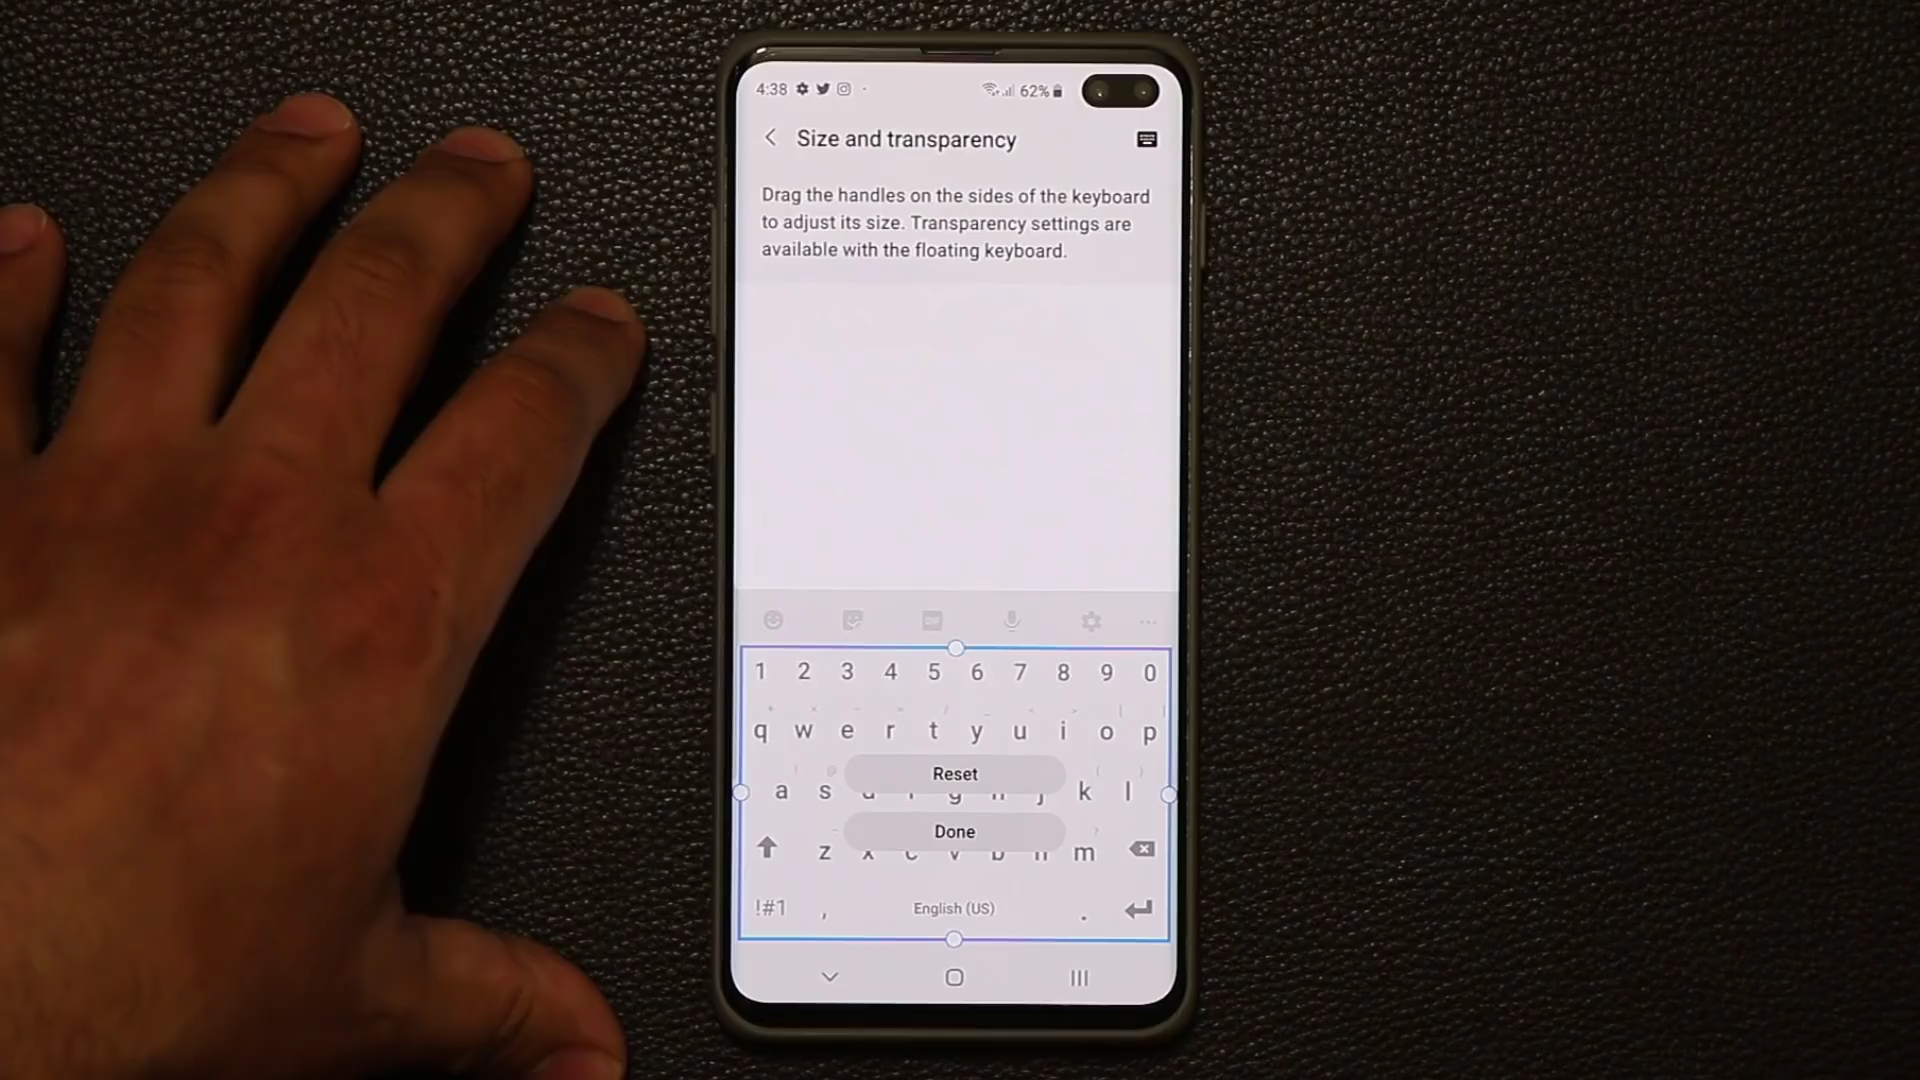 4:38 62%
Size and transparency
Drag the handles on the sides of the keyboard
to adjust its size. Transparency settings are
available with the floating keyboard.
GIF
1 2 3 4 5 6 7 8 9 0
q w e r t y u i o p
Reset
a s d f g h j k l
Done
z x c v b n m
!#1 , English (US) .